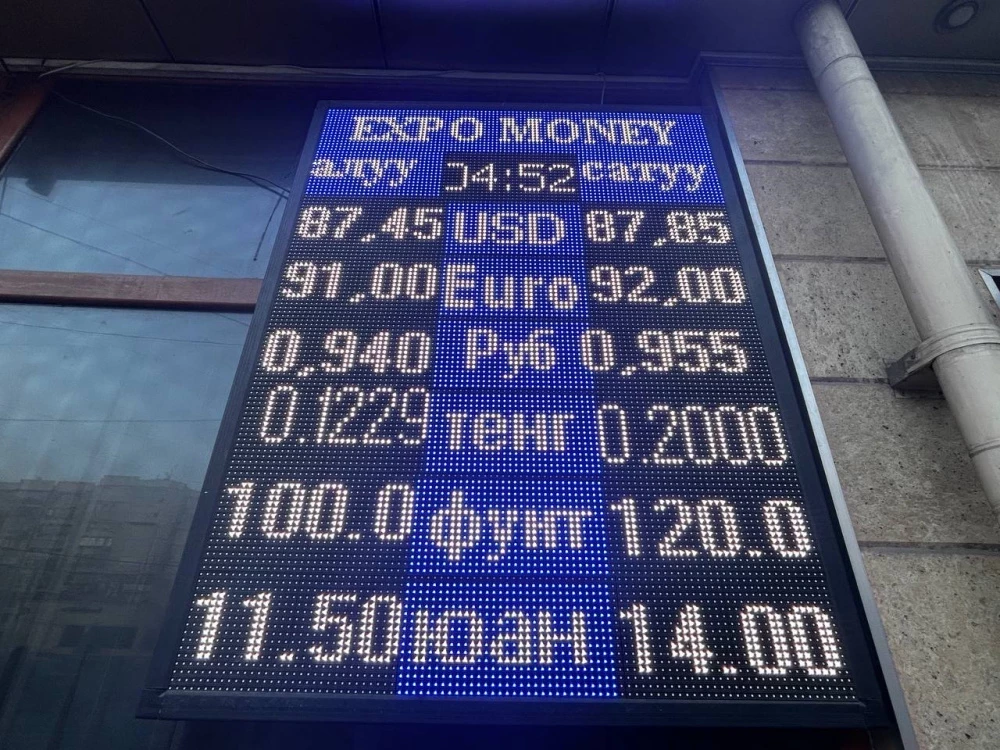 EXPO MONEY
алуу 04:52 сатуу
87,45 USD 87,85
91,00 Euro 92,00
0,940 Руб 0,955
0.1229 тенг 0.2000
100.0 фунт 120.0
11.50 юан 14.00